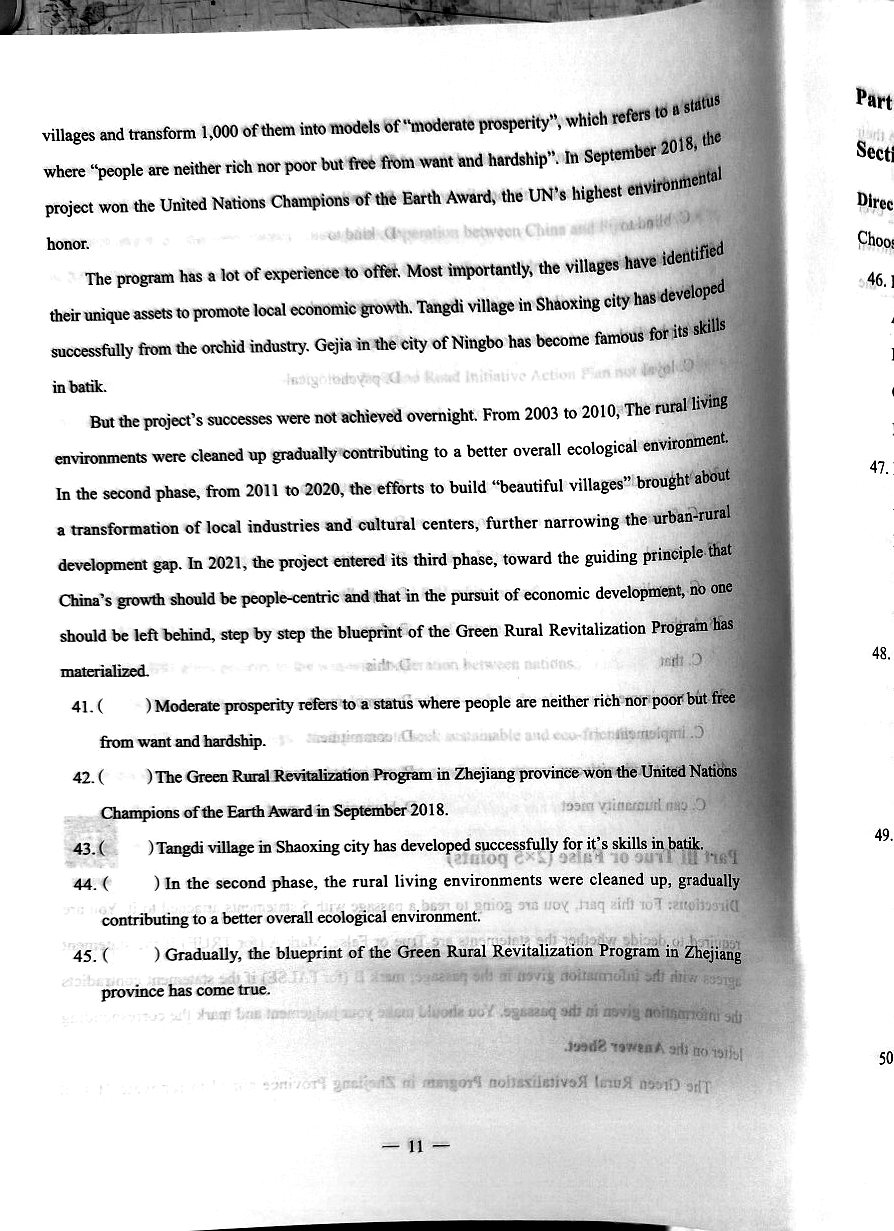 villages and transform 1,000 of them into models of “moderate prosperity”, which refers to a status
where “people are neither rich nor poor but free from want and hardship”. In September 2018, the
project won the United Nations Champions of the Earth Award, the UN’s highest environmental
honor.
The program has a lot of experience to offer. Most importantly, the villages have identified
their unique assets to promote local economic growth. Tangdi village in Shaoxing city has developed
successfully from the orchid industry. Gejia in the city of Ningbo has become famous for its skills
in batik.
But the project’s successes were not achieved overnight. From 2003 to 2010, The rural living
environments were cleaned up gradually contributing to a better overall ecological environment.
In the second phase, from 2011 to 2020, the efforts to build “beautiful villages” brought about
a transformation of local industries and cultural centers, further narrowing the urban-rural
development gap. In 2021, the project entered its third phase, toward the guiding principle that
China’s growth should be people-centric and that in the pursuit of economic development, no one
should be left behind, step by step the blueprint of the Green Rural Revitalization Program has
materialized.
41. ( ) Moderate prosperity refers to a status where people are neither rich nor poor but free
from want and hardship.
42. ( ) The Green Rural Revitalization Program in Zhejiang province won the United Nations
Champions of the Earth Award in September 2018.
43. ( ) Tangdi village in Shaoxing city has developed successfully for it’s skills in batik.
44. ( ) In the second phase, the rural living environments were cleaned up, gradually
contributing to a better overall ecological environment.
45. ( ) Gradually, the blueprint of the Green Rural Revitalization Program in Zhejiang
province has come true.
— 11 —
Part
Secti
Direc
Choos
46.
47.
48.
49.
50